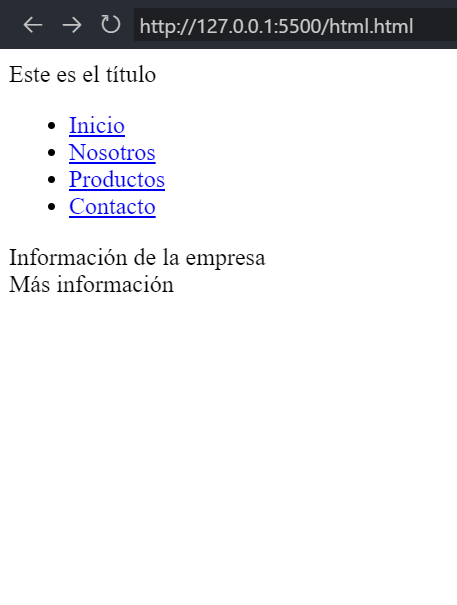 http://127.0.0.1:5500/html.html
Este es el título
Inicio
Nosotros
Productos
Contacto
Información de la empresa
Más información